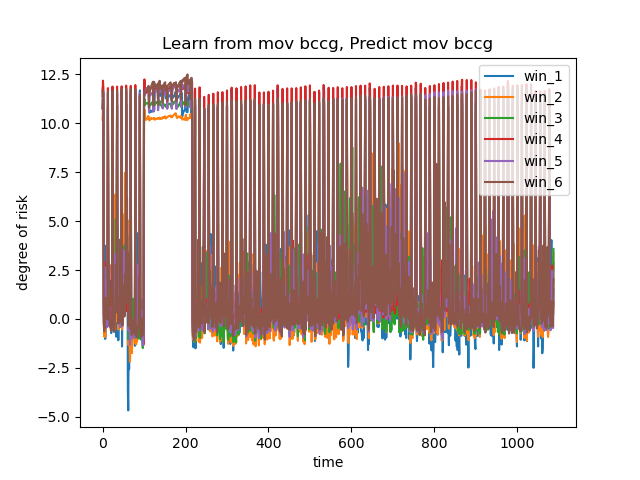 Learn from mov bccg, Predict mov bccg
12.5
10.0
7.5
5.0
2.5
0.0
−2.5
−5.0
degree of risk
win_1
win_2
win_3
win_4
win_5
win_6
0 200 400 600 800 1000
time